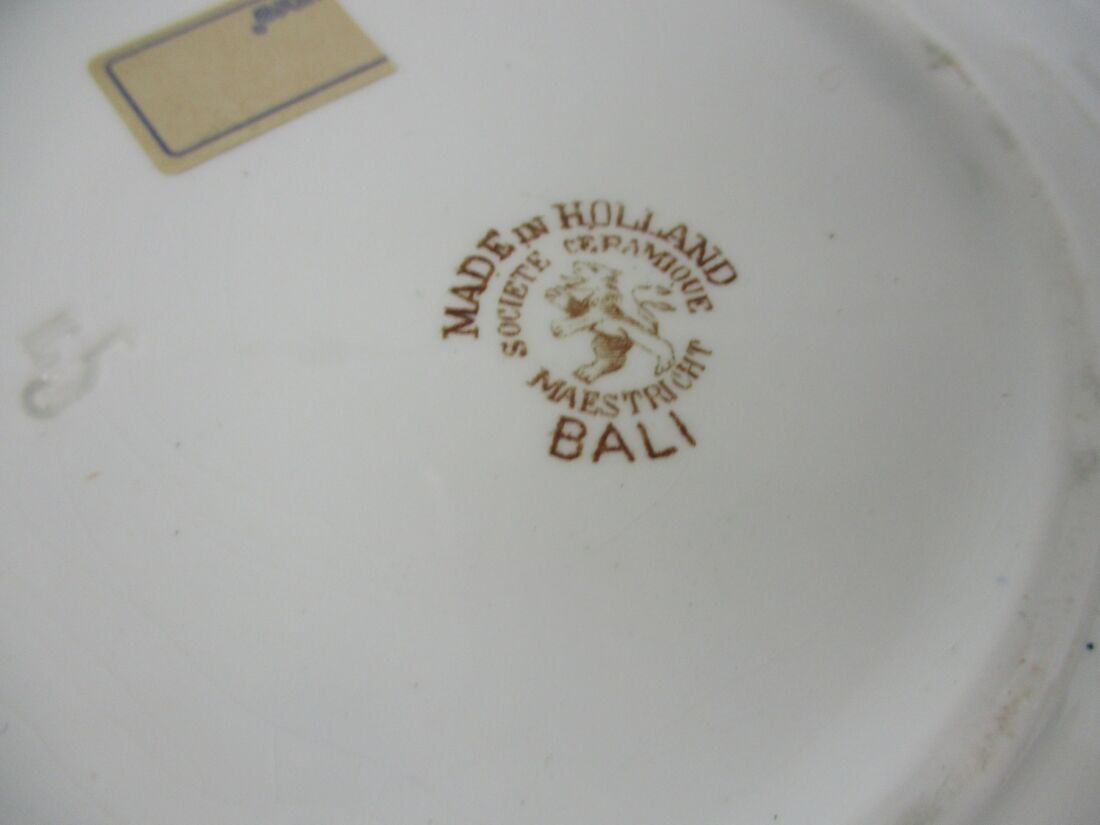 MADE IN HOLLAND
SOCIETE CERAMIQUE
MAESTRICHT
BALI